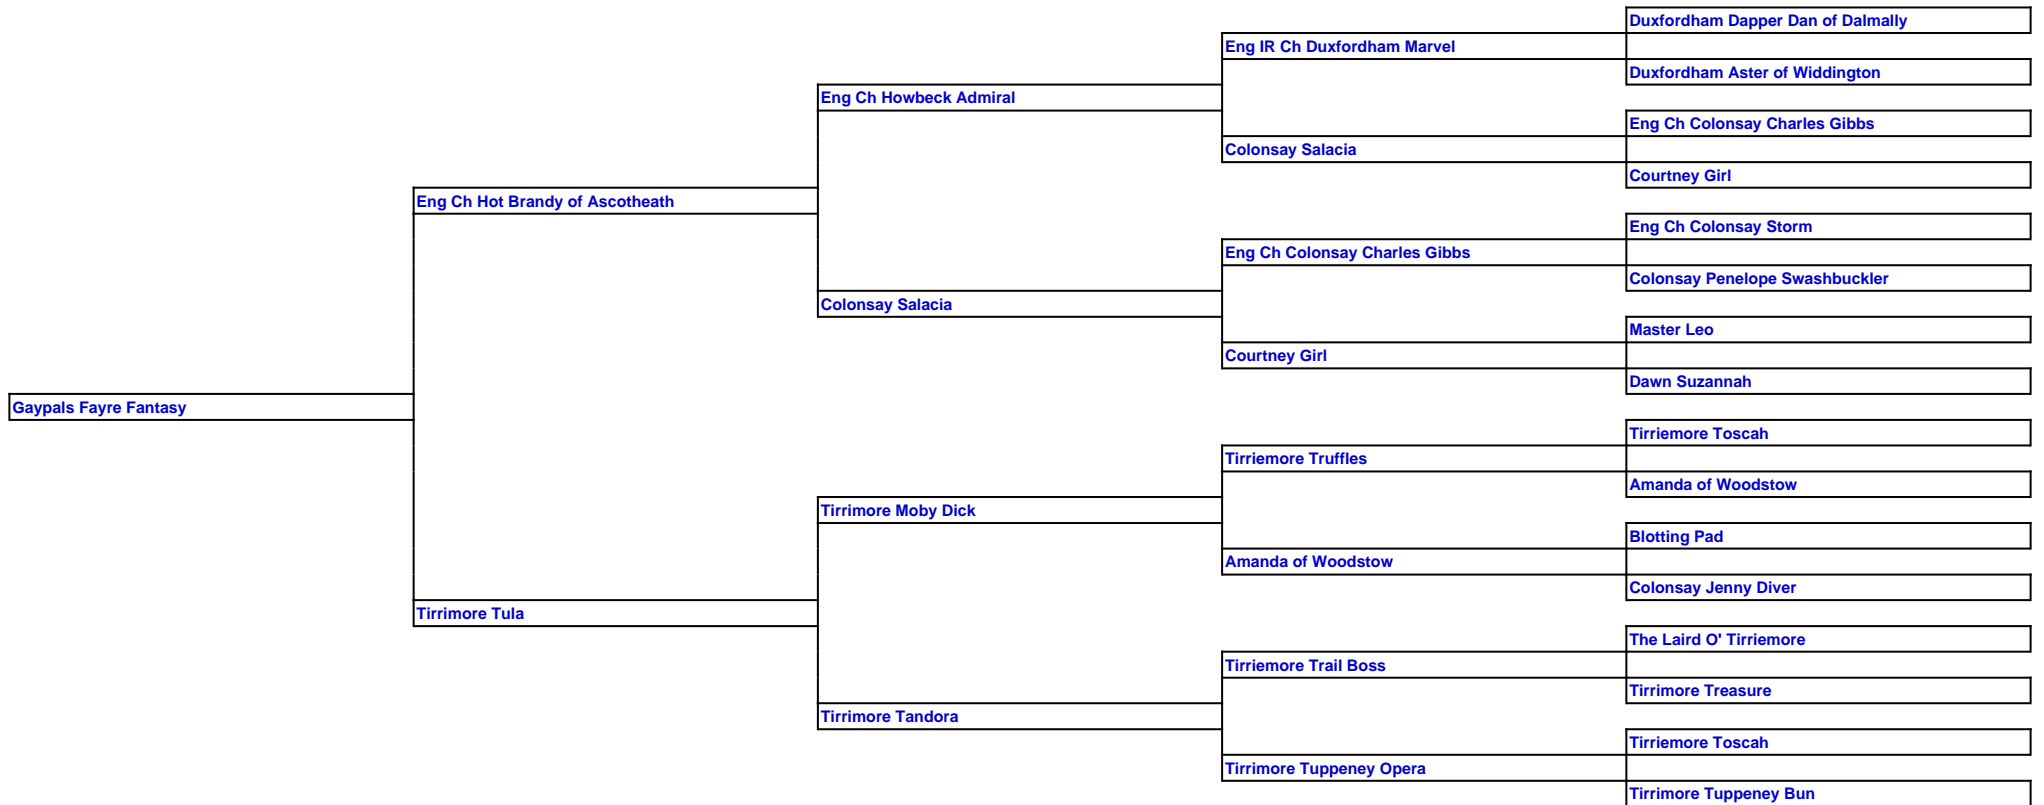 Duxfordham Dapper Dan of Dalmally
Eng IR Ch Duxfordham Marvel
Duxfordham Aster of Widdington
Eng Ch Howbeck Admiral
Eng Ch Colonsay Charles Gibbs
Colonsay Salacia
Courtney Girl
Eng Ch Hot Brandy of Ascotheath
Eng Ch Colonsay Storm
Eng Ch Colonsay Charles Gibbs
Colonsay Penelope Swashbuckler
Colonsay Salacia
Master Leo
Courtney Girl
Dawn Suzannah
Gaypals Fayre Fantasy
Tirriemore Toscah
Tirriemore Truffles
Amanda of Woodstow
Tirrimore Moby Dick
Blotting Pad
Amanda of Woodstow
Colonsay Jenny Diver
Tirrimore Tula
The Laird O' Tirriemore
Tirriemore Trail Boss
Tirrimore Treasure
Tirrimore Tandora
Tirriemore Toscah
Tirrimore Tuppeney Opera
Tirrimore Tuppeney Bun